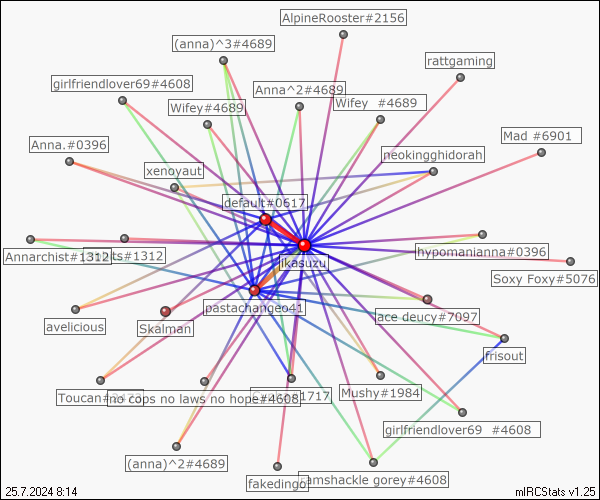 AlpineRooster#2156
(anna)^3#4689
rattgaming
girlfriendlover69#4608
Anna^2#4689
Wifey #4689
Wifey#4689
Mad #6901
Anna.#0396
neokingghidorah
xenoyaut
default#0617
Annarchist#1312
its#1312
hypomanianna#0396
jikasuzu
Soxy Foxy#5076
pastachangeo41
ace deucy#7097
avelicious
Skalman
frisout
Mushy#1984
Toucan#
no cops no laws no hope#4608
1717
girlfriendlover69 #4608
(anna)^2#4689
fakedingo
amshackle gorey#4608
25.7.2024 8:14
mIRCStats v1.25